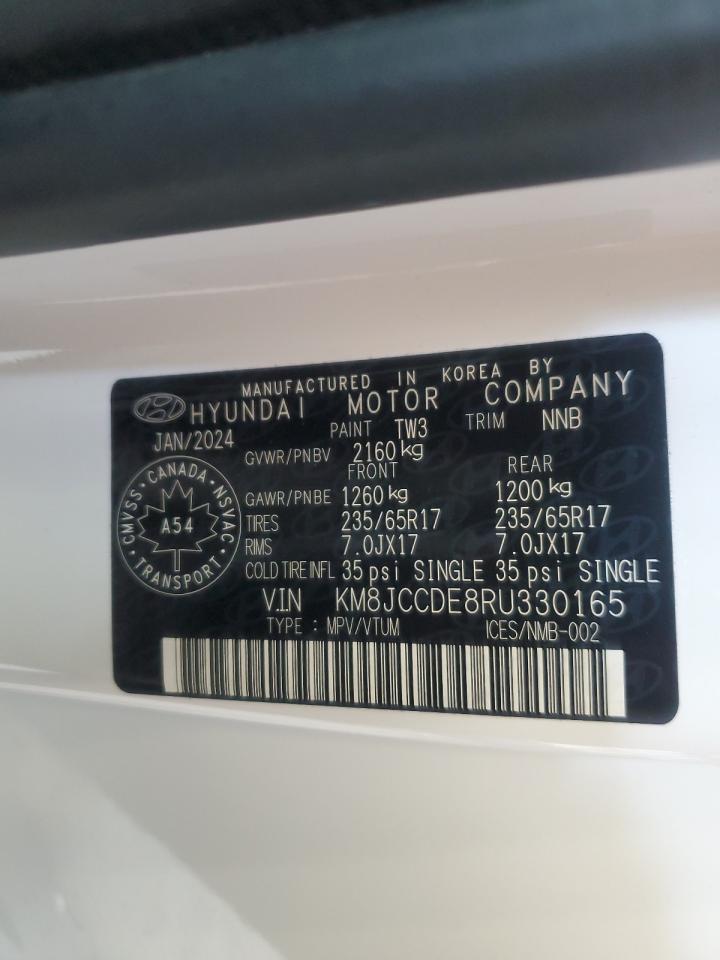 MANUFACTURED IN KOREA BY
HYUNDAI MOTOR COMPANY
JAN/2024 PAINT TW3 TRIM NNB
GVWR/PNBV 2160 kg
FRONT REAR
GAWR/PNBE 1260 kg 1200 kg
TIRES 235/65R17 235/65R17
RIMS 7.0JX17 7.0JX17
COLD TIRE INFL 35 psi SINGLE 35 psi SINGLE
V.I.N KM8JCCDE8RU330165
TYPE : MPV/VTUM ICES/NMB-002
CMVSS · CANADA · NSVAC
A54
· TRANSPORT ·